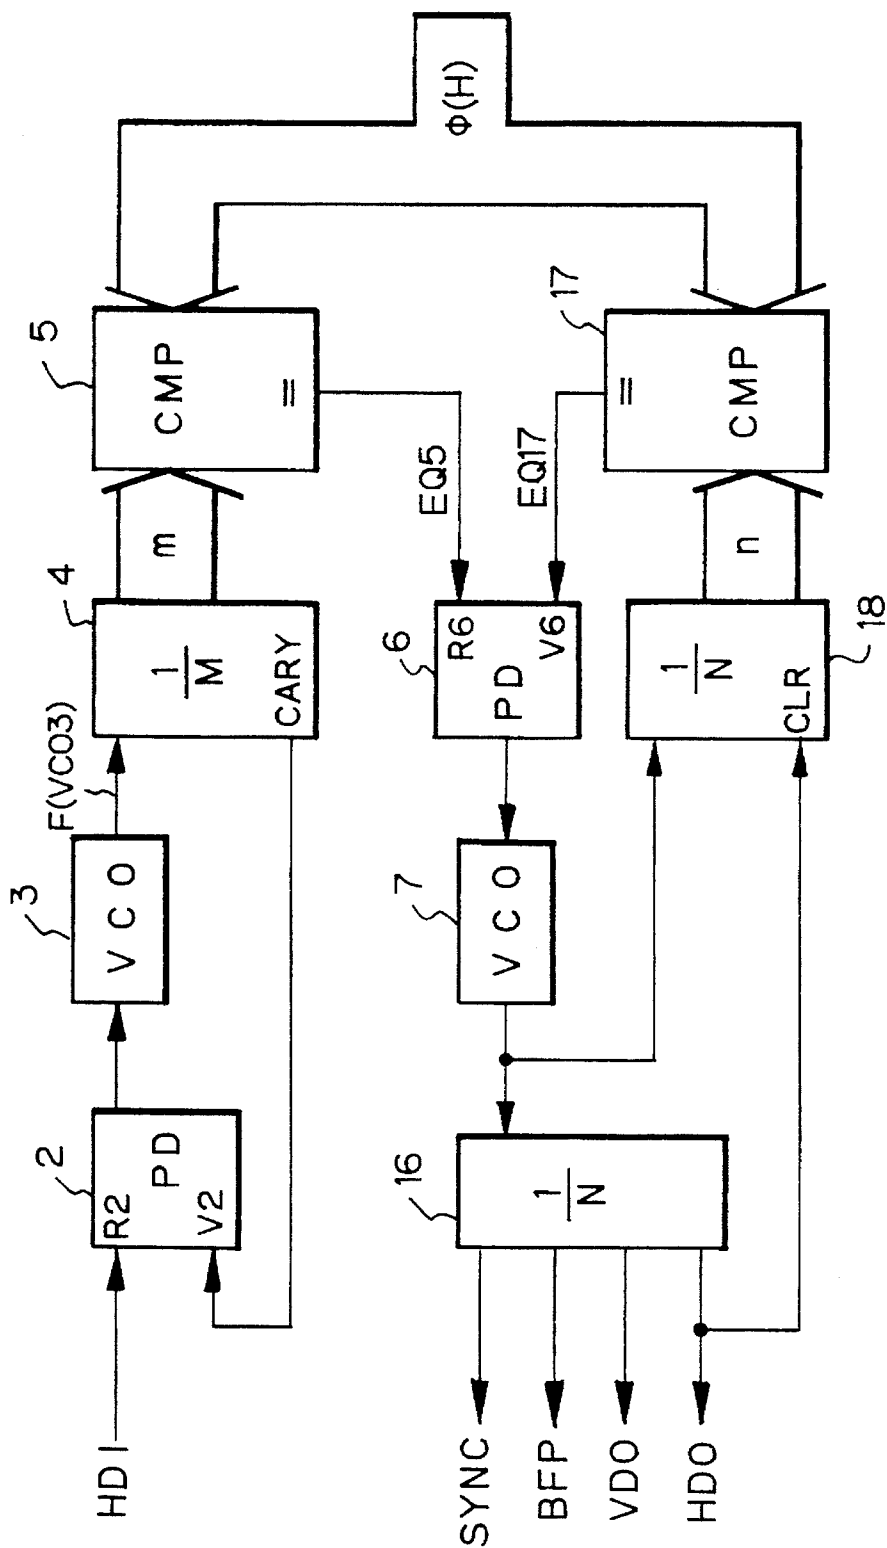 HDI
2
R2
V2
PD
3
VCO
F(VCO3)
4
1/M
CARY
m
5
CMP
=
Φ(H)
SYNC
BFP
VDO
HDO
16
1/N
7
VCO
6
PD
R6
V6
EQ5
EQ17
17
=
CMP
n
1/N
CLR
18